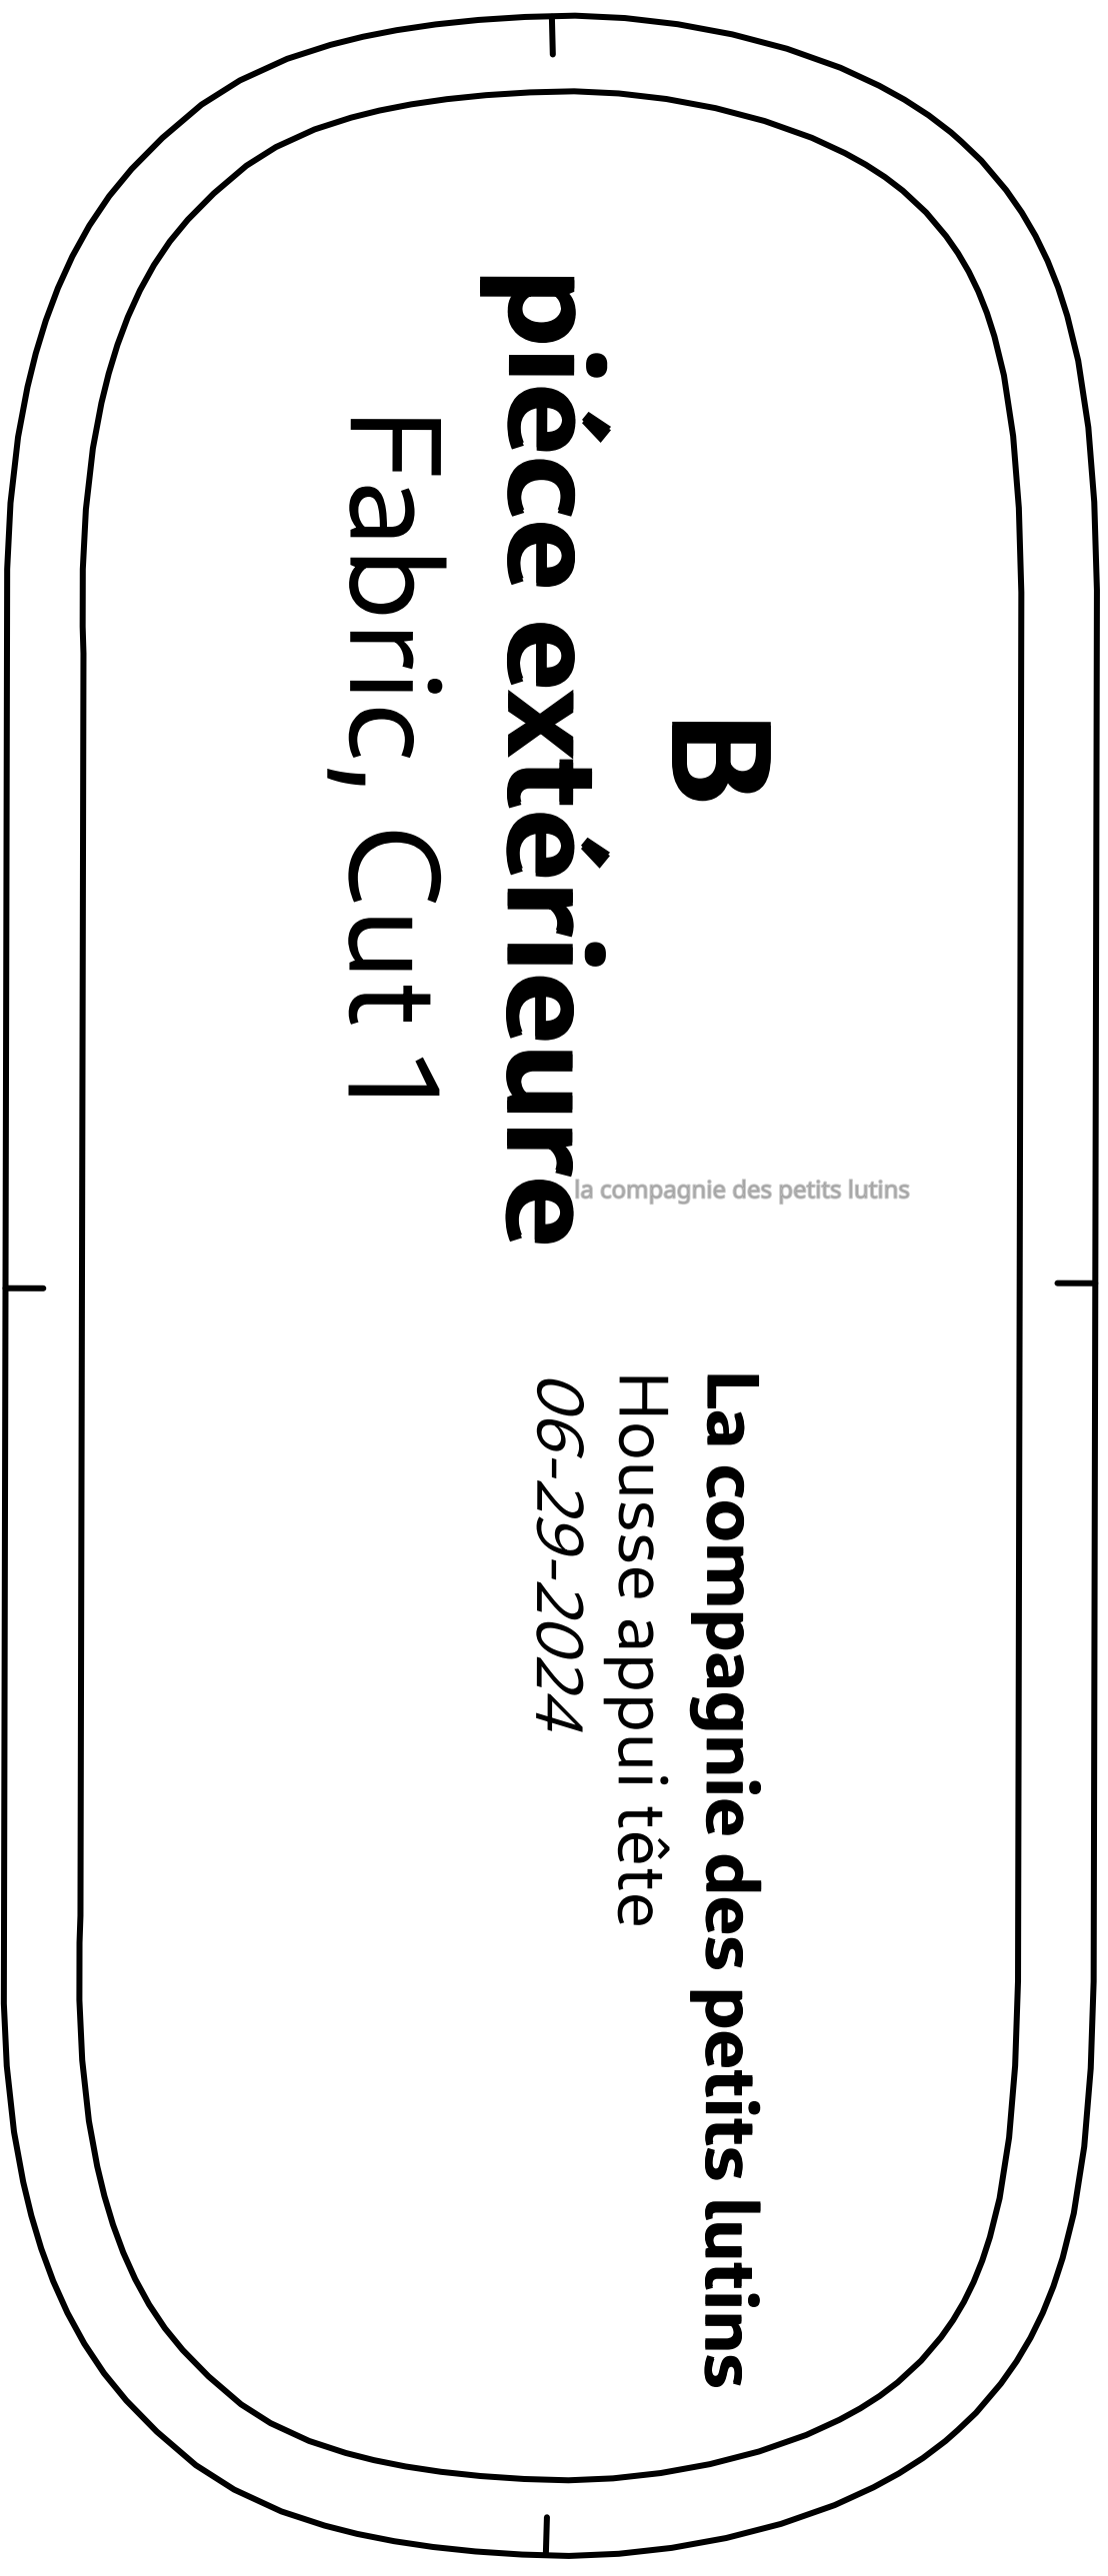 B
piéce extérieure
Fabric, Cut 1
la compagnie des petits lutins
La compagnie des petits lutins
Housse appui tête
06-29-2024